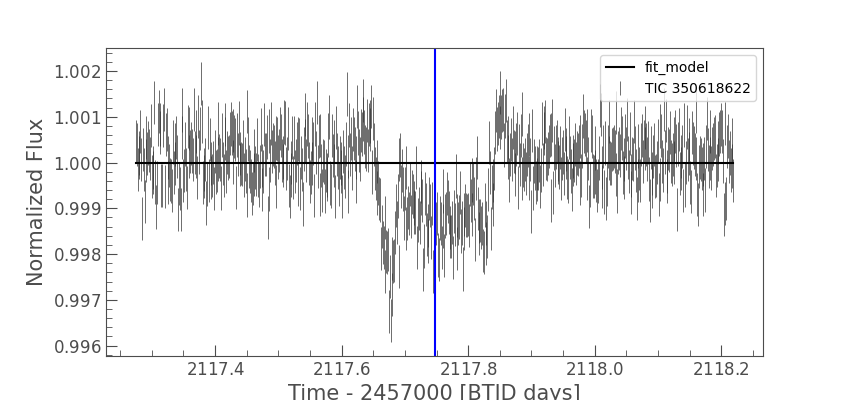 1.002
1.001
1.000
0.999
0.998
0.997
0.996
Normalized Flux
fit_model
TIC 350618622
2117.4 2117.6 2117.8 2118.0 2118.2
Time - 2457000 [BTJD days]